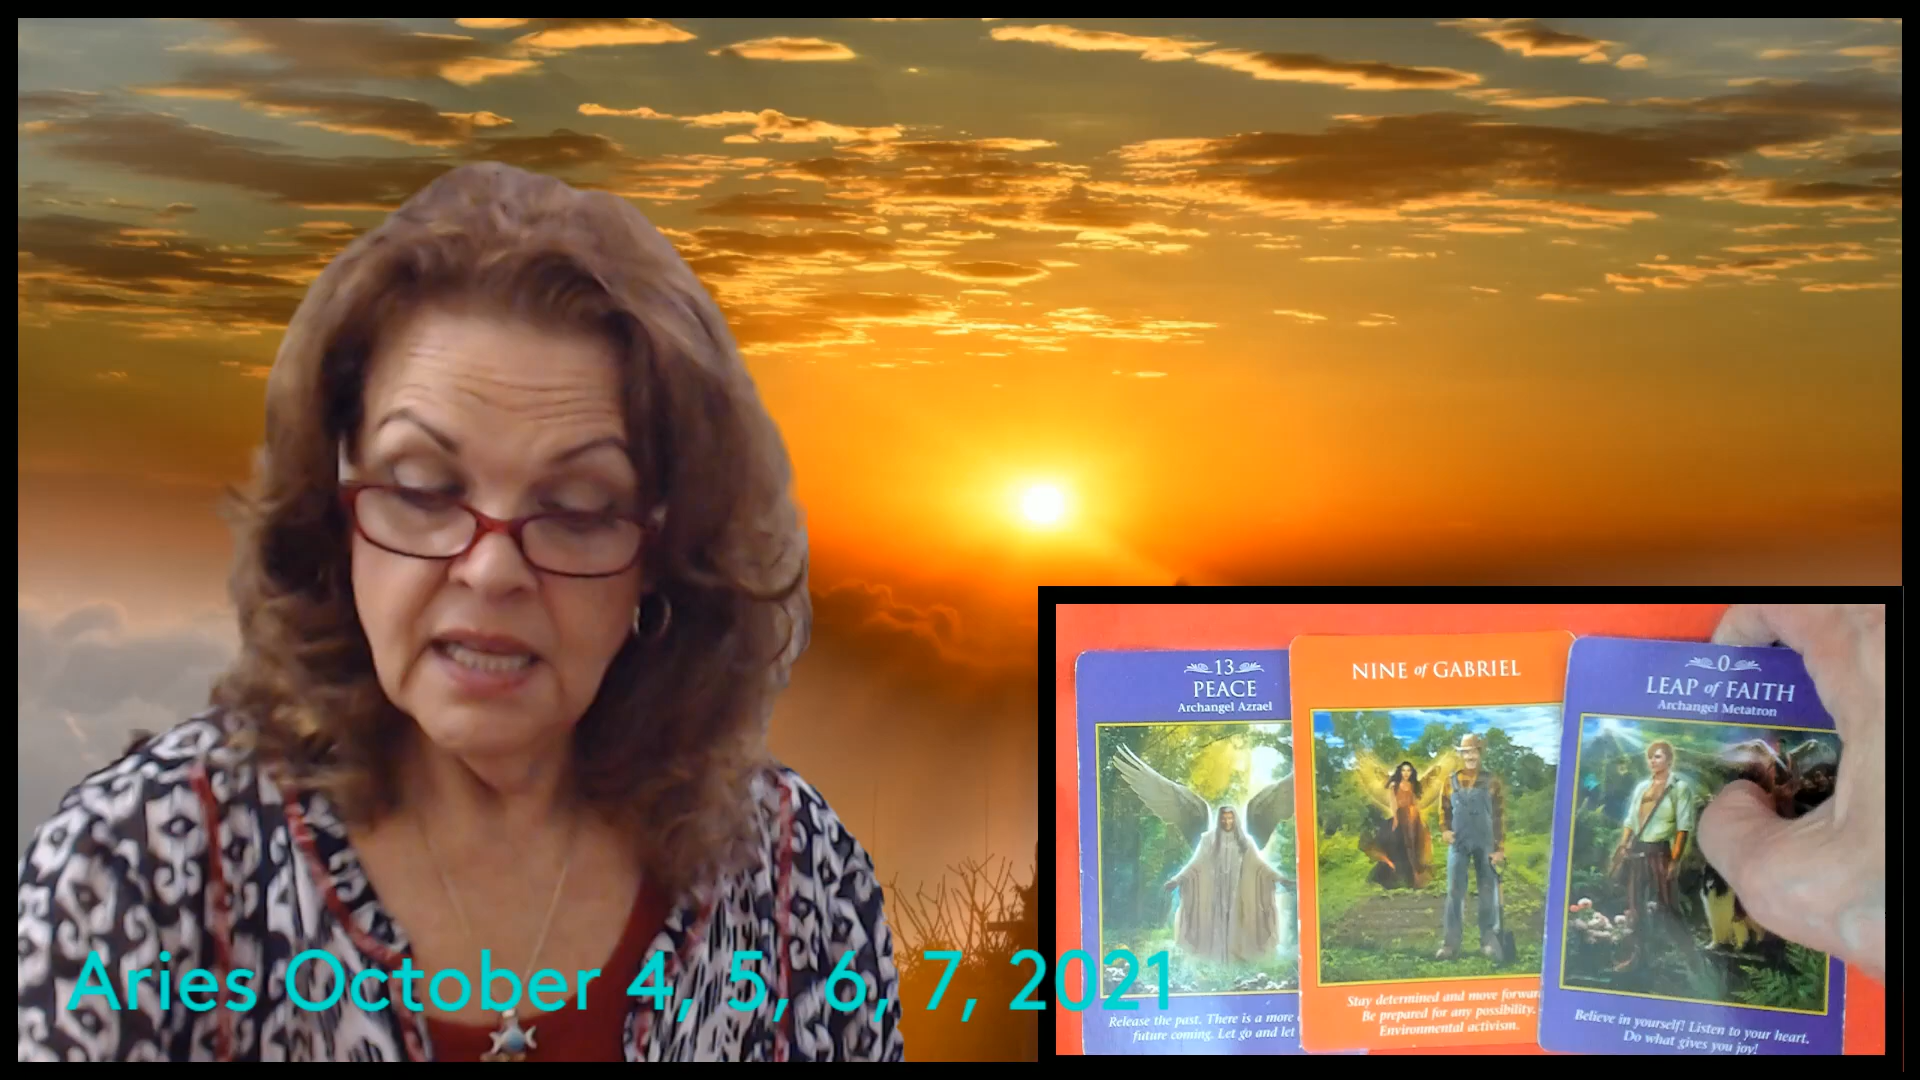 13
PEACE
Archangel Azrael
Release the past. There is a more
future coming. Let go and let
NINE of GABRIEL
Stay determined and move forwar
Be prepared for any possibility.
Environmental activism.
0
LEAP of FAITH
Archangel Metatron
Believe in yourself! Listen to your heart.
Do what gives you joy!
Aries October 4, 5, 6, 7, 2021